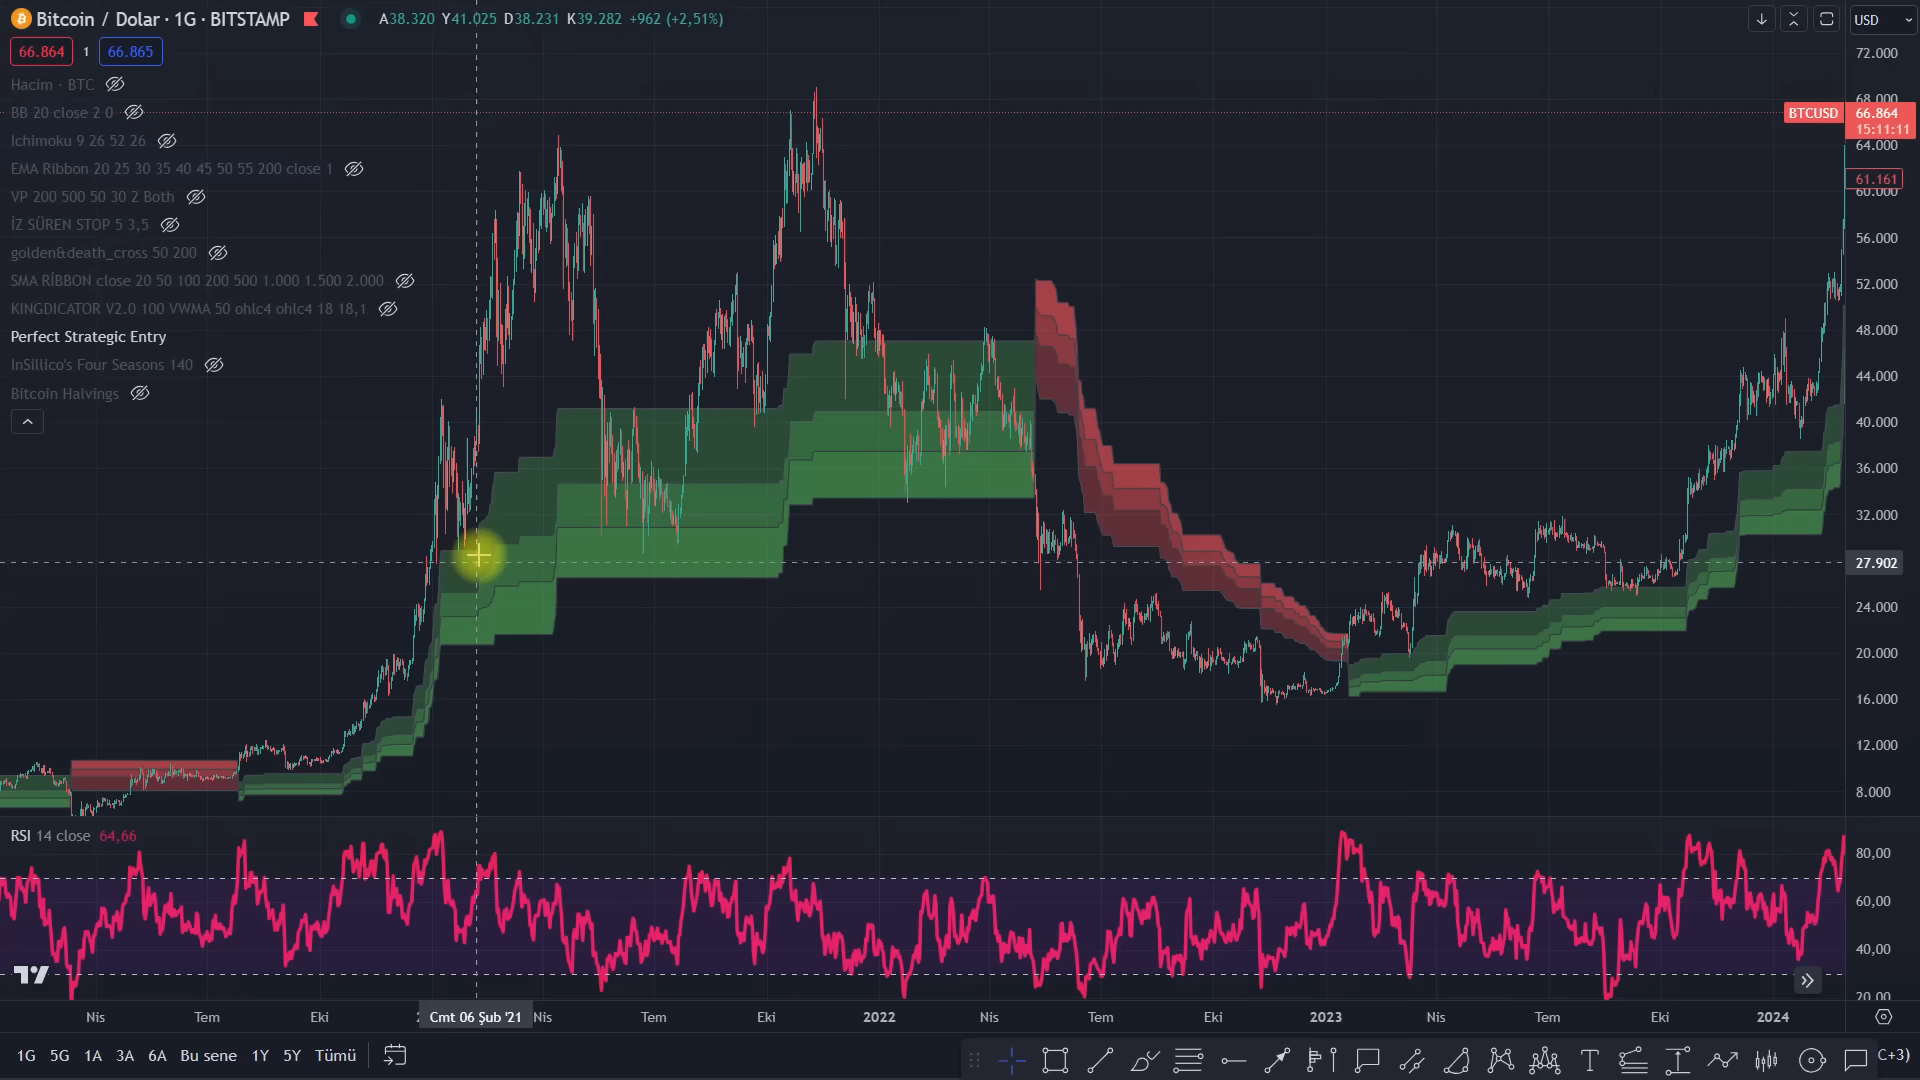 Bitcoin / Dolar · 1G · BITSTAMP A38.320 Y41.025 D38.231 K39.282 +962 (+2,51%)
USD
66.864 1 66.865
72.000
Hacim · BTC
68.000
BB 20 close 2 0
BTCUSD 66.864
15:11:11
Ichimoku 9 26 52 26
64.000
EMA Ribbon 20 25 30 35 40 45 50 55 200 close 1
61.161
60.000
VP 200 500 50 30 2 Both
İZ SÜREN STOP 5 3,5
56.000
golden&death_cross 50 200
SMA RİBBON close 20 50 100 200 500 1.000 1.500 2.000
52.000
KINGDICATOR V2.0 100 VWMA 50 ohlc4 ohlc4 18 18,1
48.000
Perfect Strategic Entry
InSillico's Four Seasons 140
44.000
Bitcoin Halvings
40.000
36.000
32.000
27.902
24.000
20.000
16.000
12.000
8.000
RSI 14 close 64,66
80,00
60,00
40,00
20,00
Nis Tem Eki Cmt 06 Şub '21 Nis Tem Eki 2022 Nis Tem Eki 2023 Nis Tem Eki 2024
1G 5G 1A 3A 6A Bu sene 1Y 5Y Tümü
C+3)